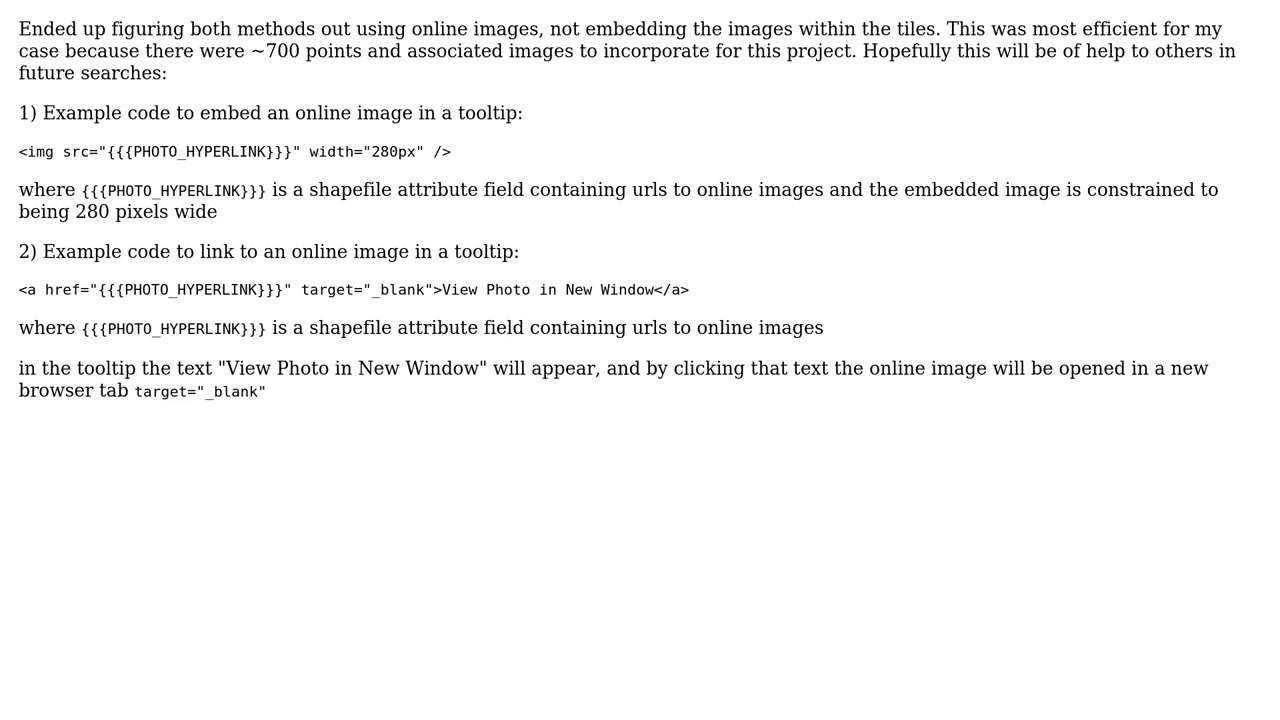 Ended up figuring both methods out using online images, not embedding the images within the tiles. This was most efficient for my
case because there were ~700 points and associated images to incorporate for this project. Hopefully this will be of help to others in
future searches:
1) Example code to embed an online image in a tooltip:
<img src="{{{PHOTO_HYPERLINK}}}" width="280px" />
where {{{PHOTO_HYPERLINK}}} is a shapefile attribute field containing urls to online images and the embedded image is constrained to
being 280 pixels wide
2) Example code to link to an online image in a tooltip:
<a href="{{{PHOTO_HYPERLINK}}}" target="_blank">View Photo in New Window</a>
where {{{PHOTO_HYPERLINK}}} is a shapefile attribute field containing urls to online images
in the tooltip the text "View Photo in New Window" will appear, and by clicking that text the online image will be opened in a new
browser tab target="_blank"